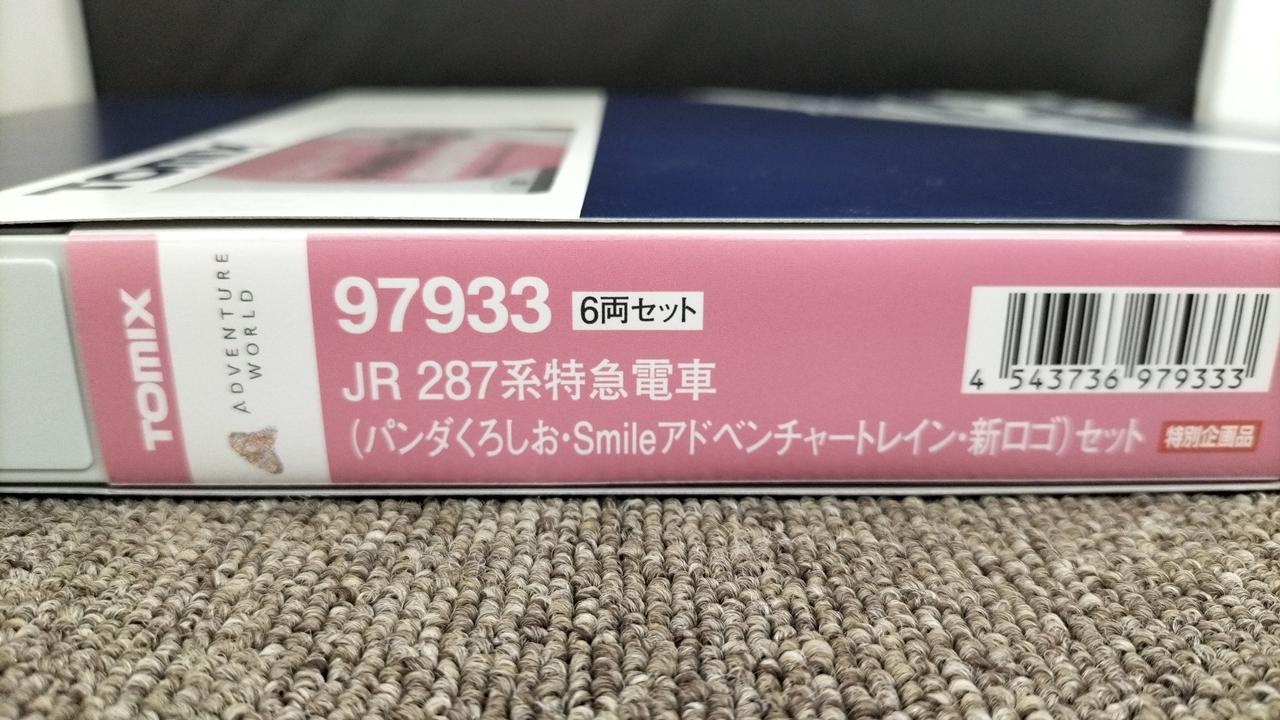 TOMIX
TOMIX
ADVENTURE
WORLD
97933 6両セット
JR 287系特急電車
(パンダくろしお・Smileアドベンチャートレイン・新ロゴ)セット 特別企画品
4 543736 979333